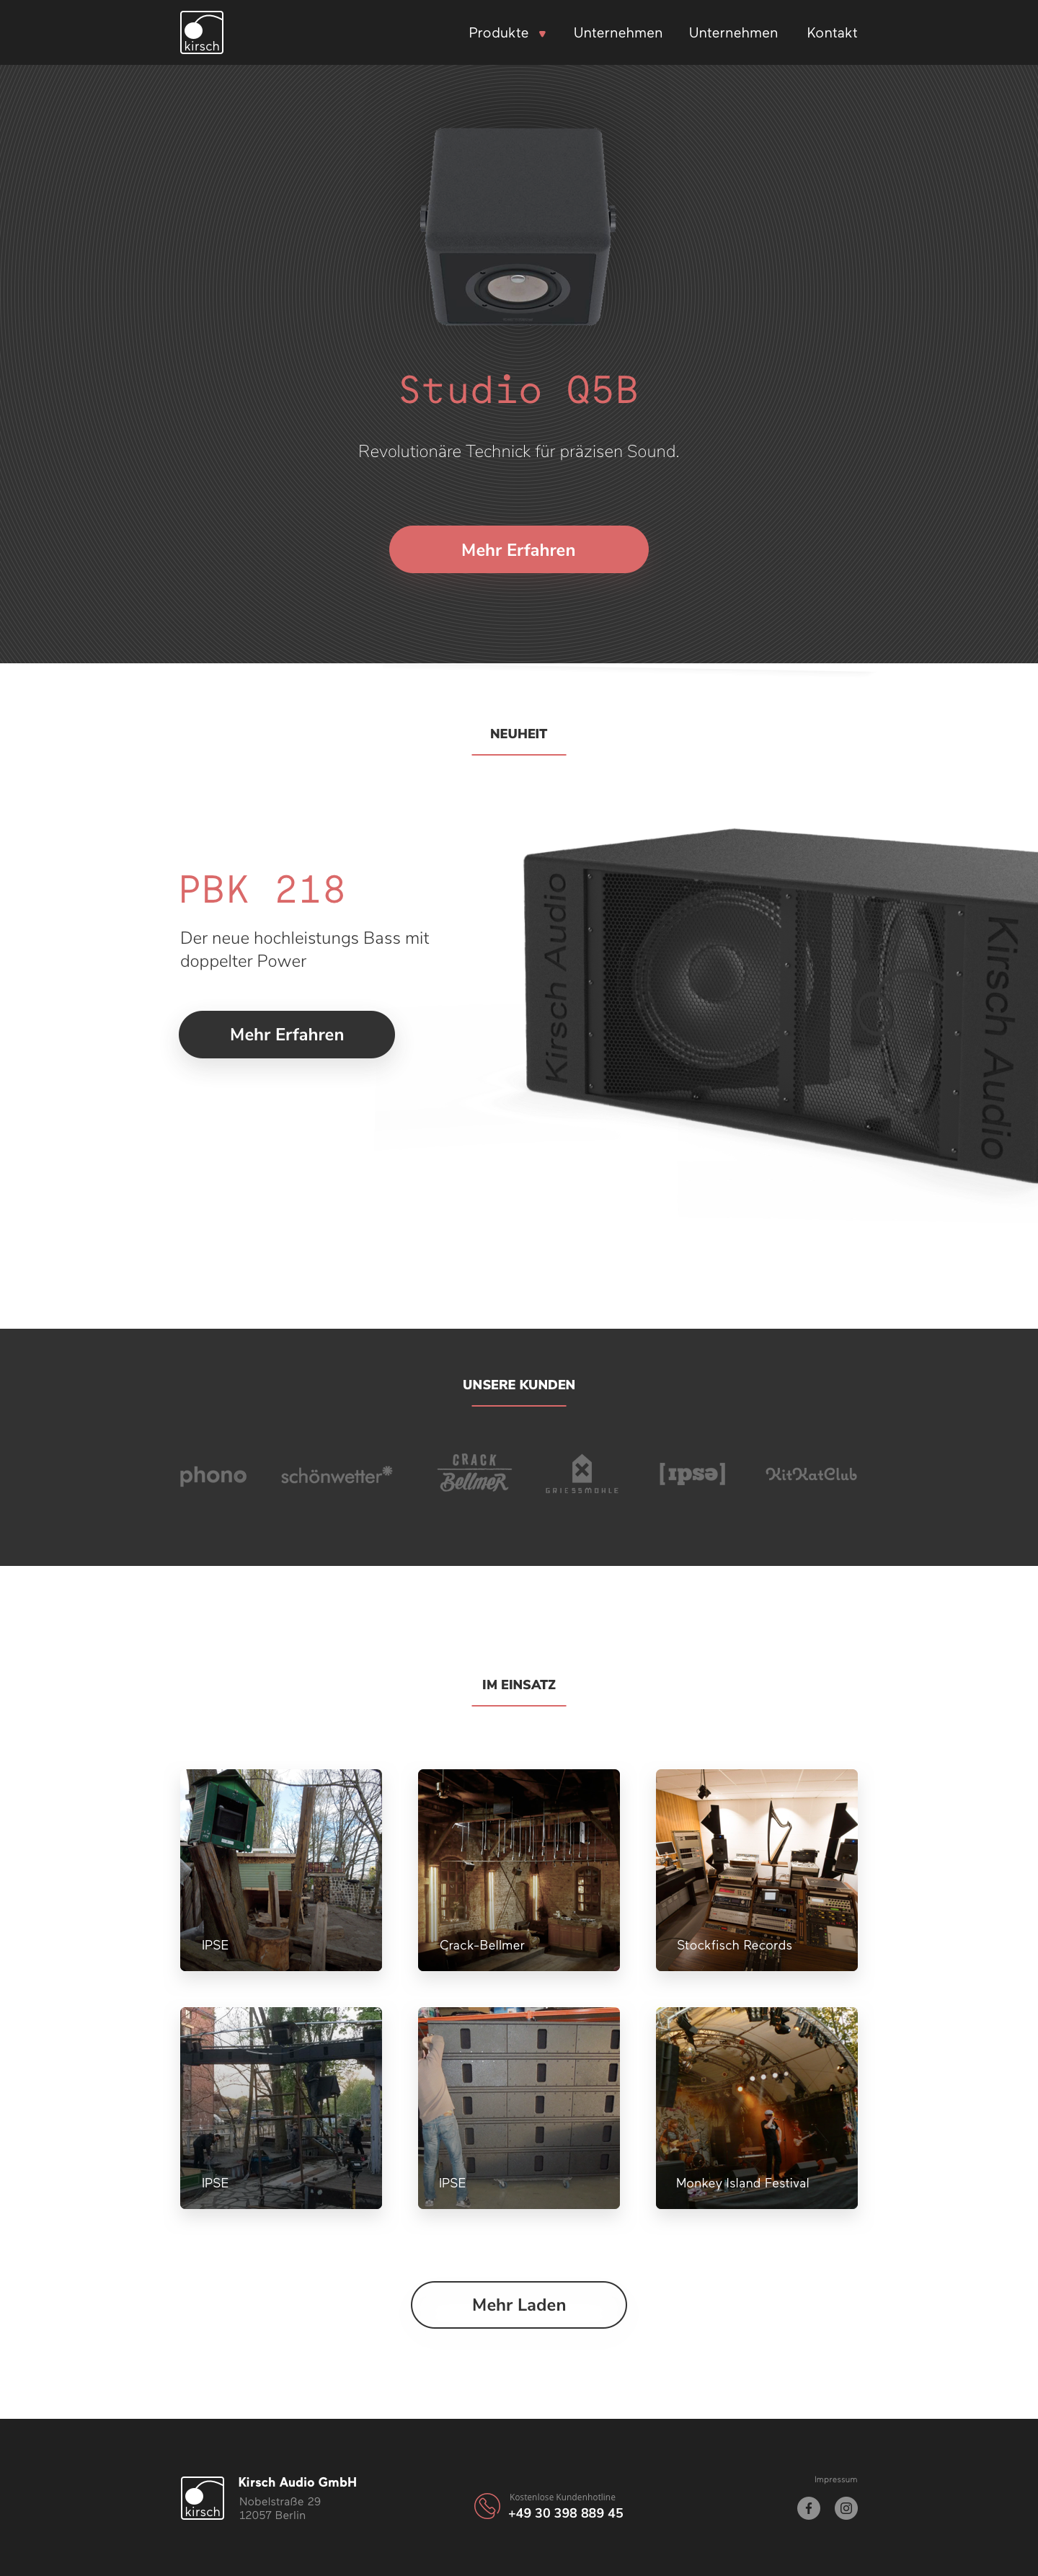 kirsch
Produkte
Unternehmen
Unternehmen
Kontakt
Studio Q5B
Revolutionäre Technick für präzisen Sound.
Mehr Erfahren
NEUHEIT
PBK 218
Der neue hochleistungs Bass mit
doppelter Power
Mehr Erfahren
Kirsch Audio
Kirsch Audio
UNSERE KUNDEN
phono
schönwetter
CRACK
Bellmer
GRIESSMÜHLE
[ɪpsə]
KitKatClub
IM EINSATZ
IPSE
Crack-Bellmer
Stockfisch Records
IPSE
IPSE
Monkey Island Festival
Mehr Laden
kirsch
Kirsch Audio GmbH
Nobelstraße 29
12057 Berlin
Kostenlose Kundenhotline
+49 30 398 889 45
Impressum